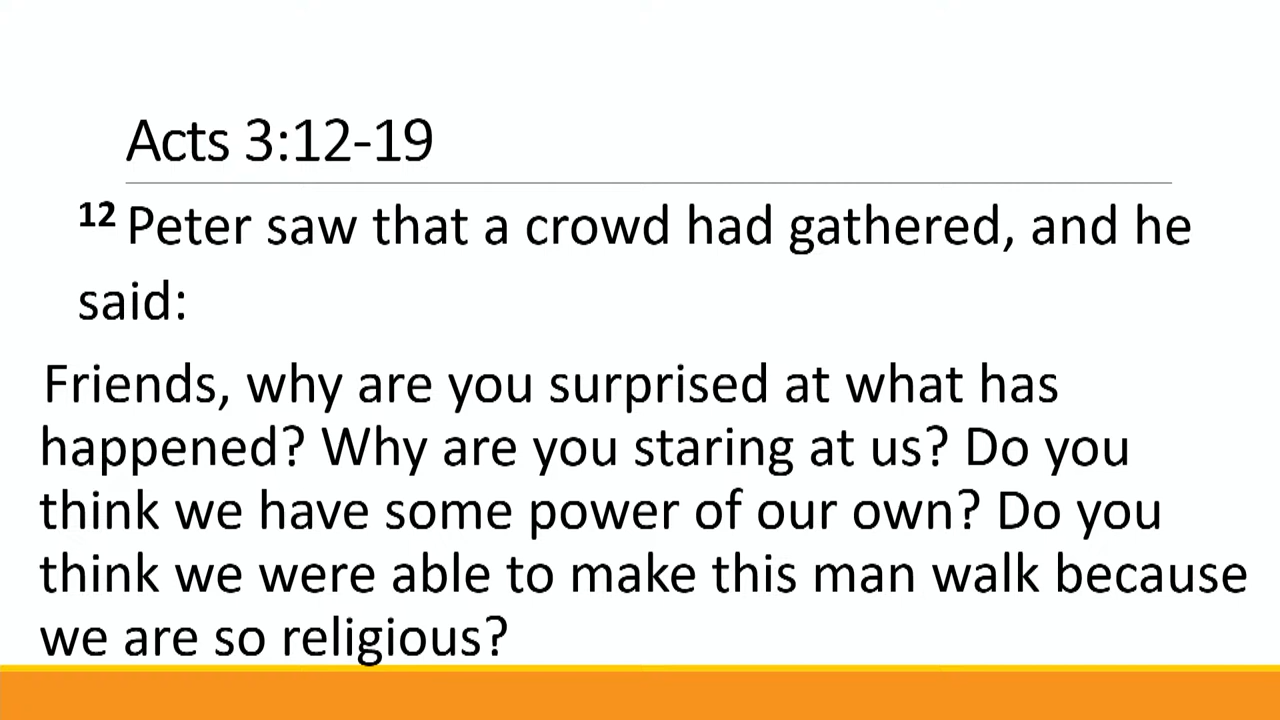 Acts 3:12-19
12 Peter saw that a crowd had gathered, and he
said:
Friends, why are you surprised at what has
happened? Why are you staring at us? Do you
think we have some power of our own? Do you
think we were able to make this man walk because
we are so religious?